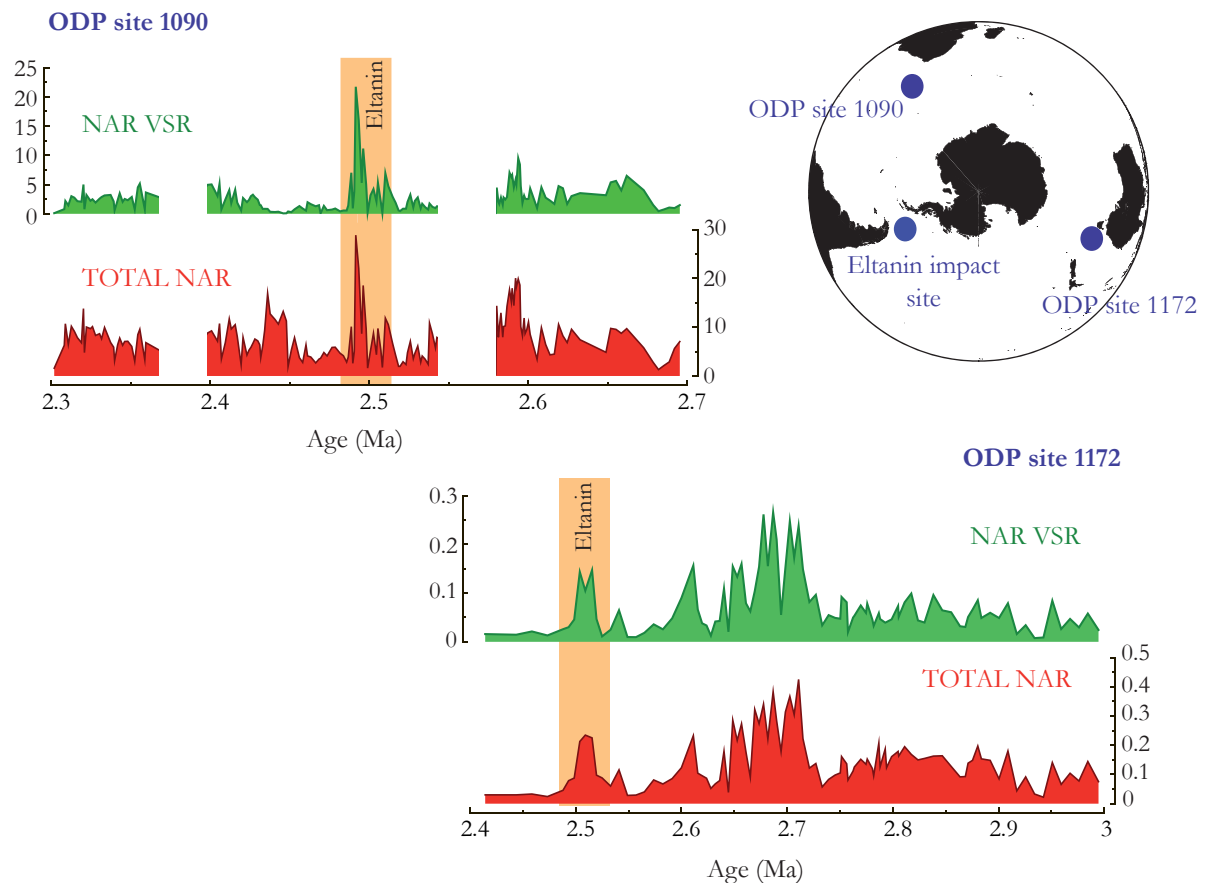 ODP site 1090
25
20
15
10
5
0
NAR VSR
Eltanin
TOTAL NAR
30
20
10
0
2.3
2.4
2.5
2.6
2.7
Age (Ma)
ODP site 1090
Eltanin impact
site
ODP site 1172
ODP site 1172
0.3
0.2
0.1
0
Eltanin
NAR VSR
TOTAL NAR
0.5
0.4
0.3
0.2
0.1
0
2.4
2.5
2.6
2.7
2.8
2.9
3
Age (Ma)